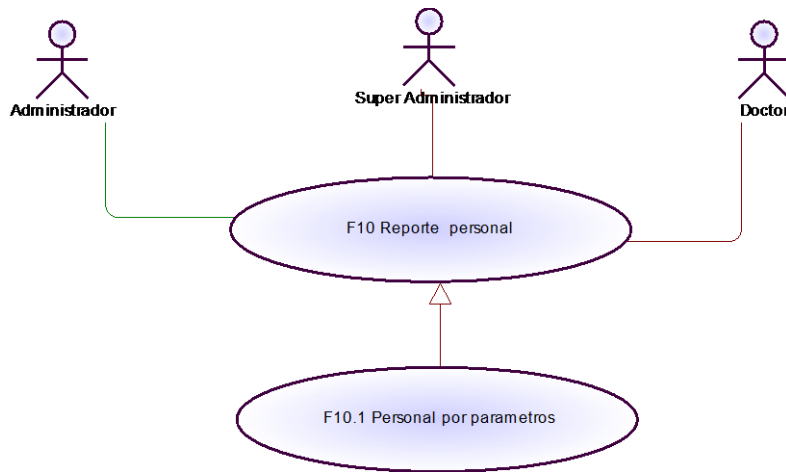 Super Administrador
Administrador
Doctor
F10 Reporte personal
F10.1 Personal por parametros